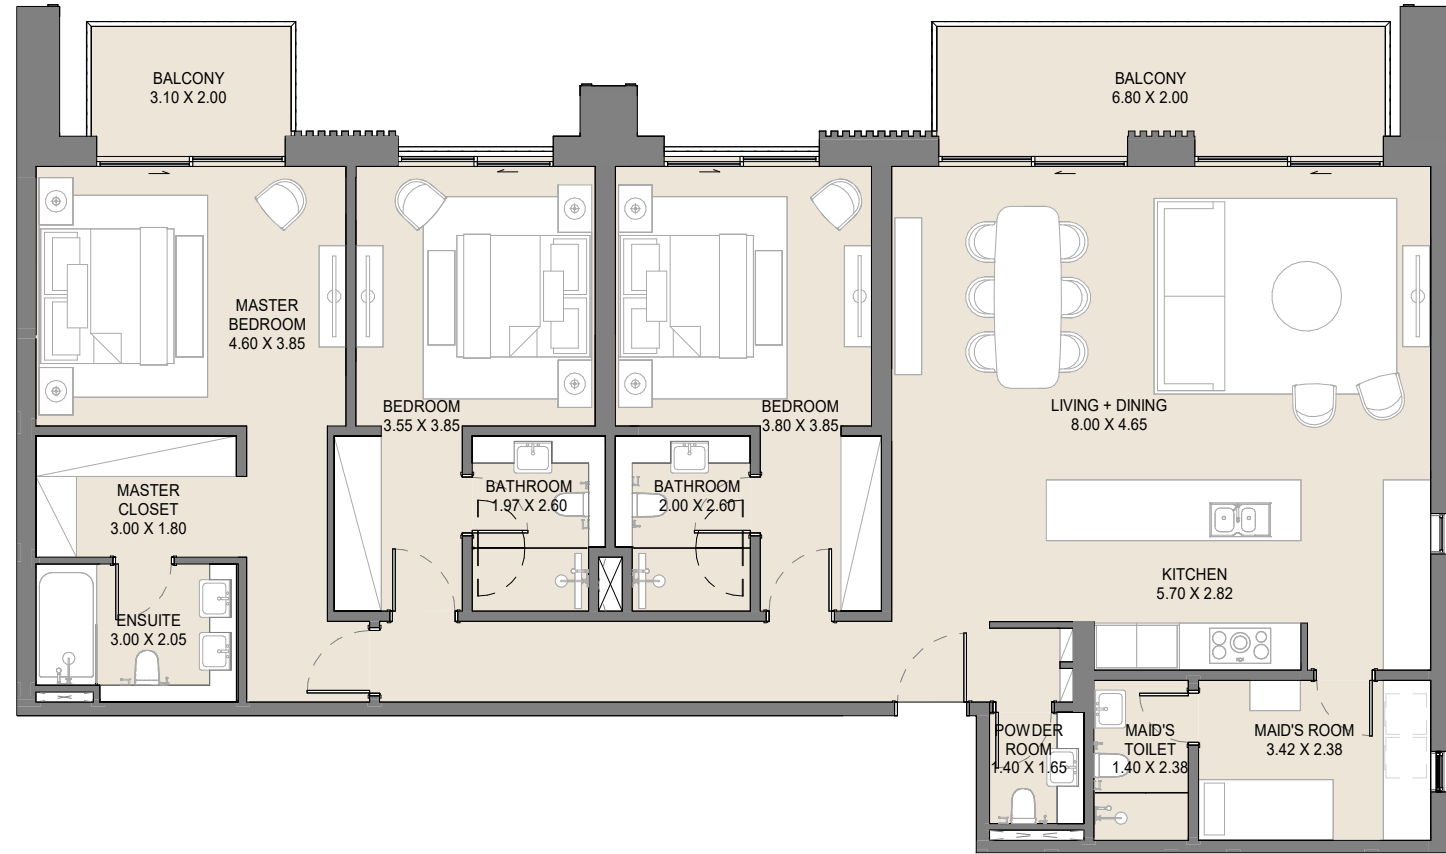 BALCONY
3.10 X 2.00
BALCONY
6.80 X 2.00
MASTER
BEDROOM
4.60 X 3.85
BEDROOM
3.55 X 3.85
BEDROOM
3.80 X 3.85
LIVING + DINING
8.00 X 4.65
MASTER
CLOSET
3.00 X 1.80
BATHROOM
1.97 X 2.60
BATHROOM
2.00 X 2.60
KITCHEN
5.70 X 2.82
ENSUITE
3.00 X 2.05
POWDER
ROOM
1.40 X 1.65
MAID'S
TOILET
1.40 X 2.38
MAID'S ROOM
3.42 X 2.38